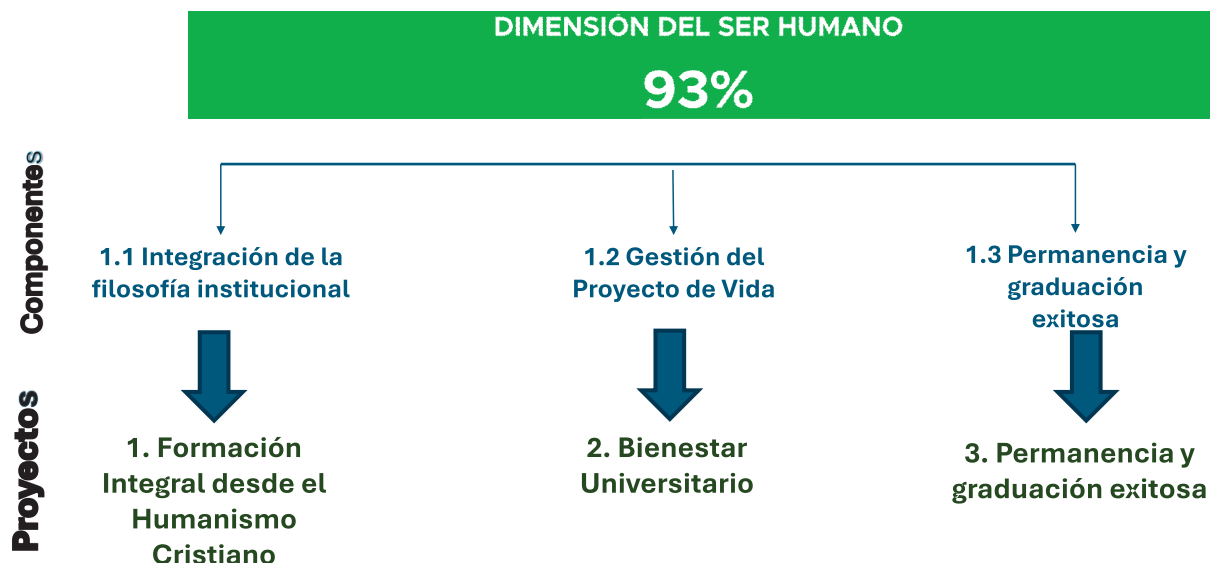 DIMENSIÓN DEL SER HUMANO
93%
Componentes
1.1 Integración de la
filosofía institucional
1.2 Gestión del
Proyecto de Vida
1.3 Permanencia y
graduación
exitosa
Proyectos
1. Formación
Integral desde el
Humanismo
Cristiano
2. Bienestar
Universitario
3. Permanencia y
graduación exitosa